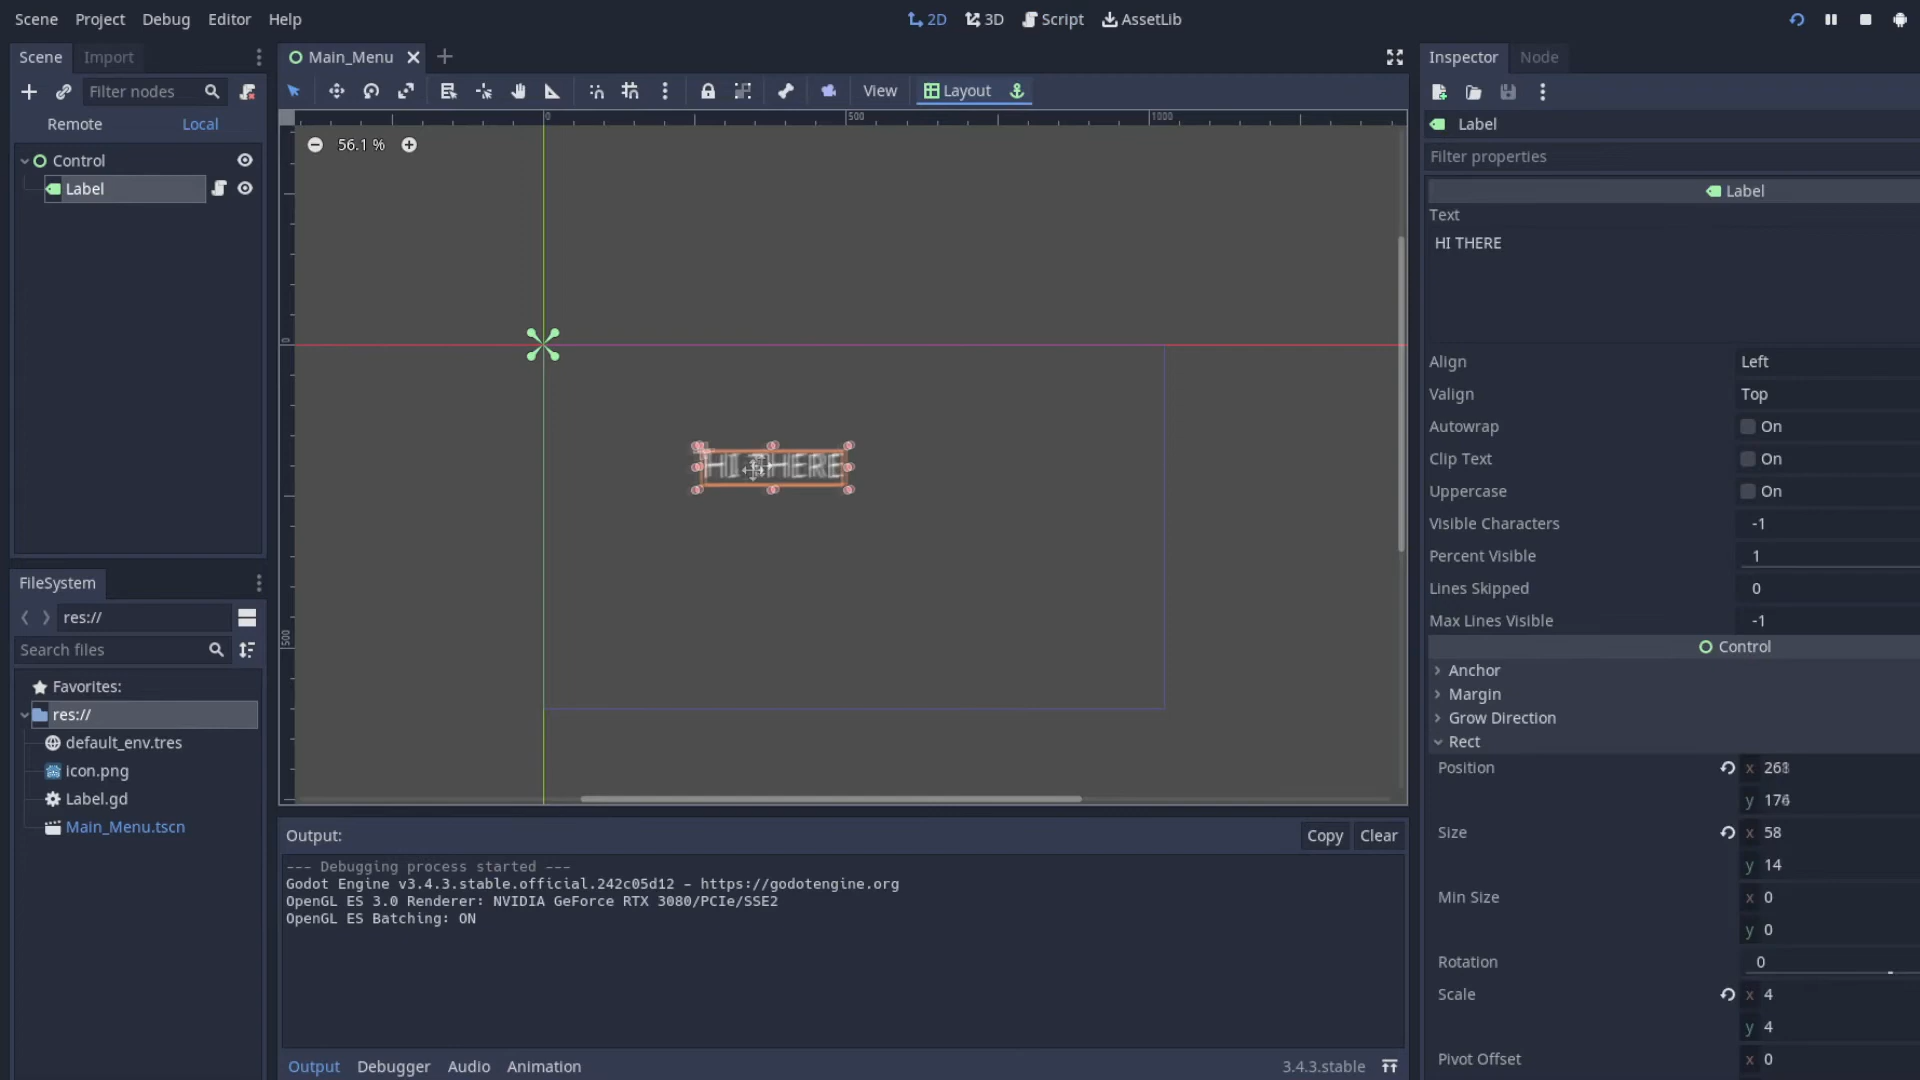 Scene Project Debug Editor Help
2D 3D Script AssetLib
Scene Import
Filter nodes
Remote Local
Control
Label
FileSystem
res://
Search files
Favorites:
res://
default_env.tres
icon.png
Label.gd
Main_Menu.tscn
Main_Menu
View Layout
0 500 1000
56.1 %
0
HI THERE
500
Output: Copy Clear
--- Debugging process started ---
Godot Engine v3.4.3.stable.official.242c05d12 - https://godotengine.org
OpenGL ES 3.0 Renderer: NVIDIA GeForce RTX 3080/PCIe/SSE2
OpenGL ES Batching: ON
Output Debugger Audio Animation 3.4.3.stable
Inspector Node
Label
Filter properties
Label
Text
HI THERE
Align Left
Valign Top
Autowrap On
Clip Text On
Uppercase On
Visible Characters -1
Percent Visible 1
Lines Skipped 0
Max Lines Visible -1
Control
Anchor
Margin
Grow Direction
Rect
Position x
y
Size x 58
y 14
Min Size x 0
y 0
Rotation 0
Scale x 4
y 4
Pivot Offset x 0